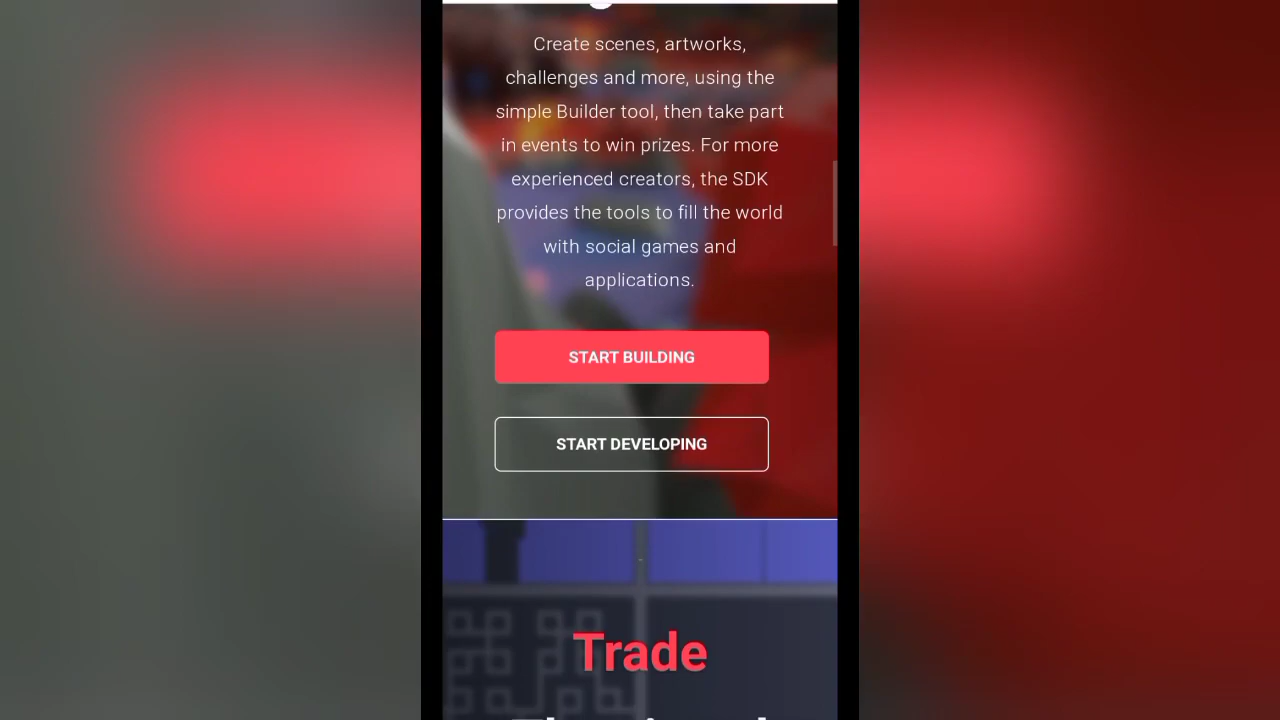 Create scenes, artworks,
challenges and more, using the
simple Builder tool, then take part
in events to win prizes. For more
experienced creators, the SDK
provides the tools to fill the world
with social games and
applications.
START BUILDING
START DEVELOPING
Trade